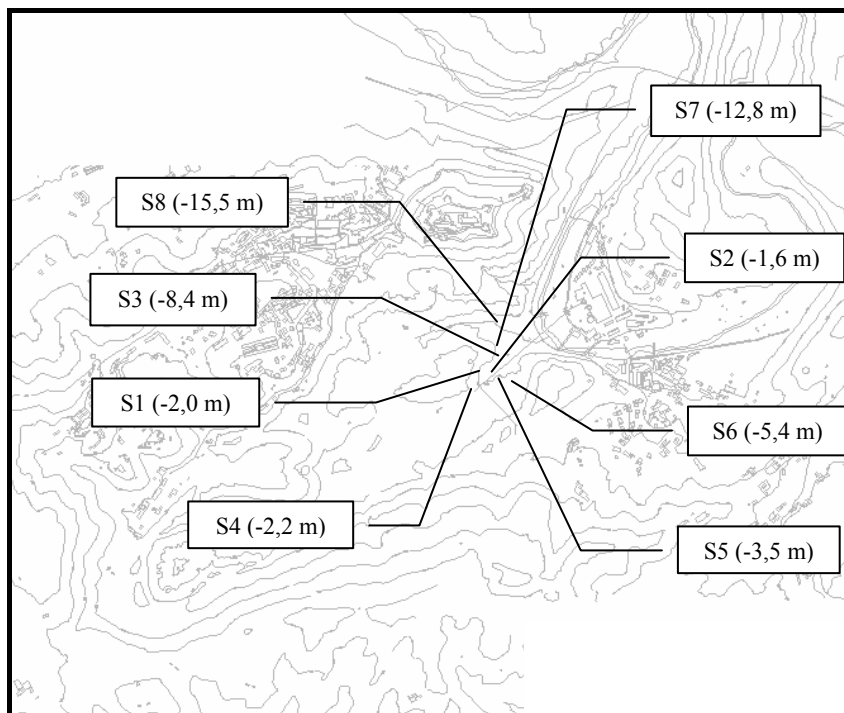 S7 (-12,8 m)
S8 (-15,5 m)
S2 (-1,6 m)
S3 (-8,4 m)
S1 (-2,0 m)
S6 (-5,4 m)
S4 (-2,2 m)
S5 (-3,5 m)